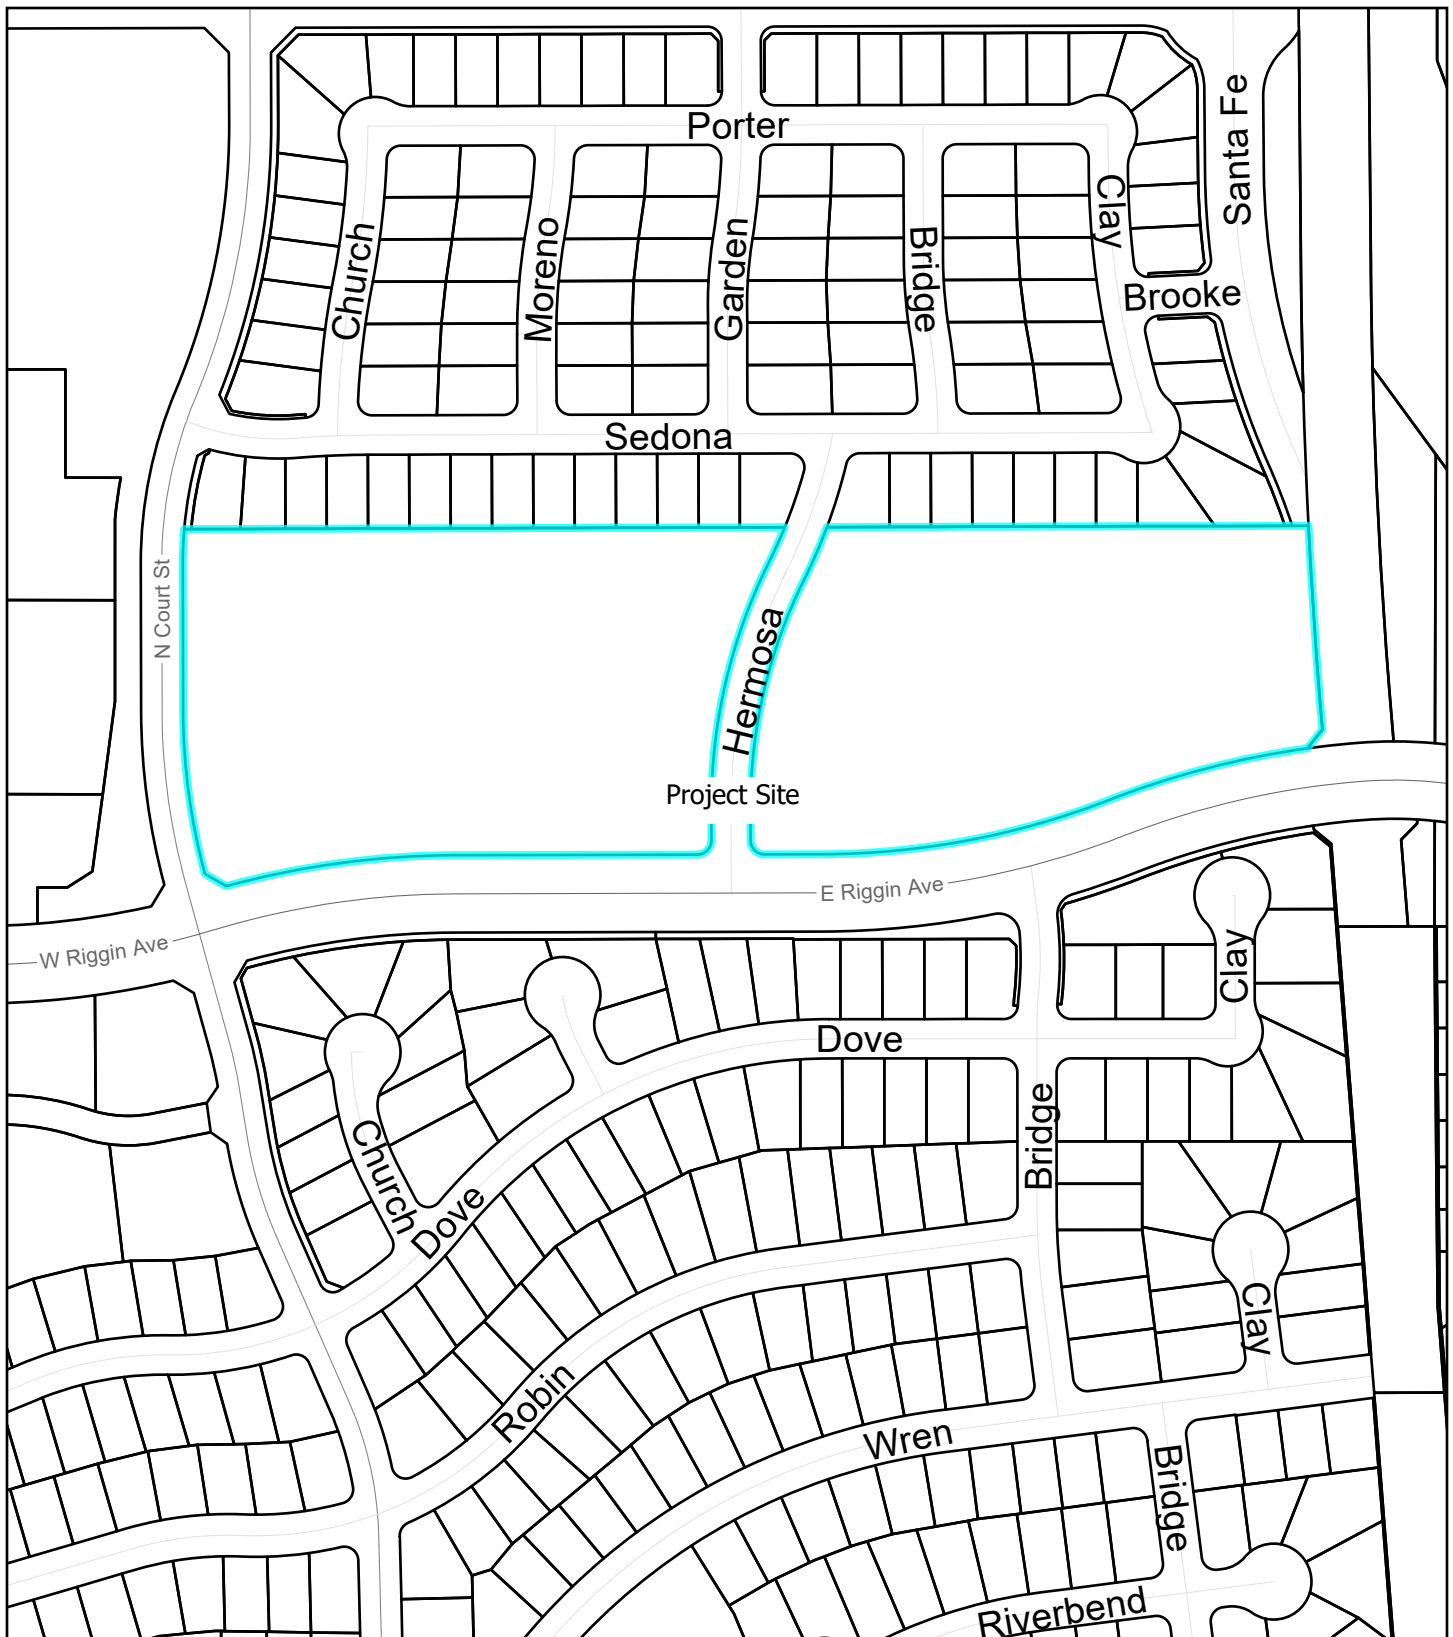 Porter
Santa Fe
Clay
Church
Moreno
Garden
Bridge
Brooke
Sedona
N Court St
Hermosa
Project Site
E Riggin Ave
W Riggin Ave
Clay
Dove
Bridge
Church
Dove
Clay
Robin
Wren
Bridge
Riverbend